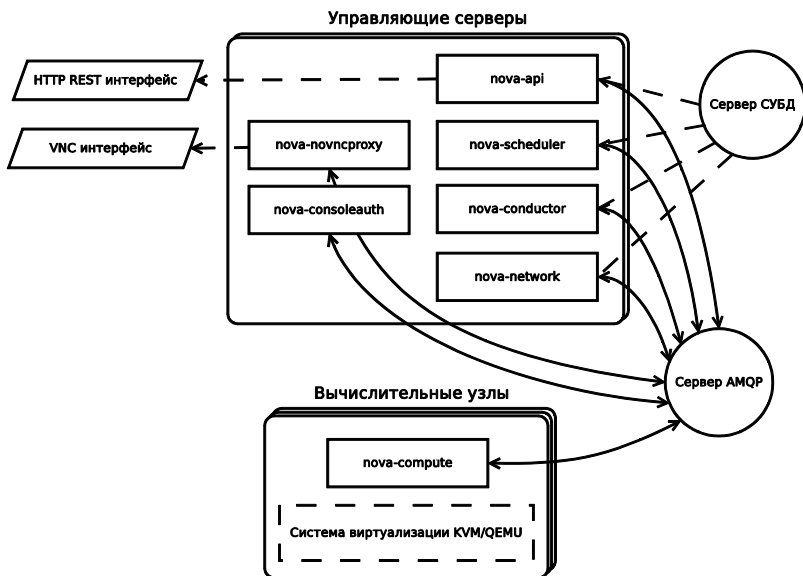 Управляющие серверы
HTTP REST интерфейс
nova-api
Сервер СУБД
VNC интерфейс
nova-novncproxy
nova-scheduler
nova-consoleauth
nova-conductor
nova-network
Сервер AMQP
Вычислительные узлы
nova-compute
Система виртуализации KVM/QEMU